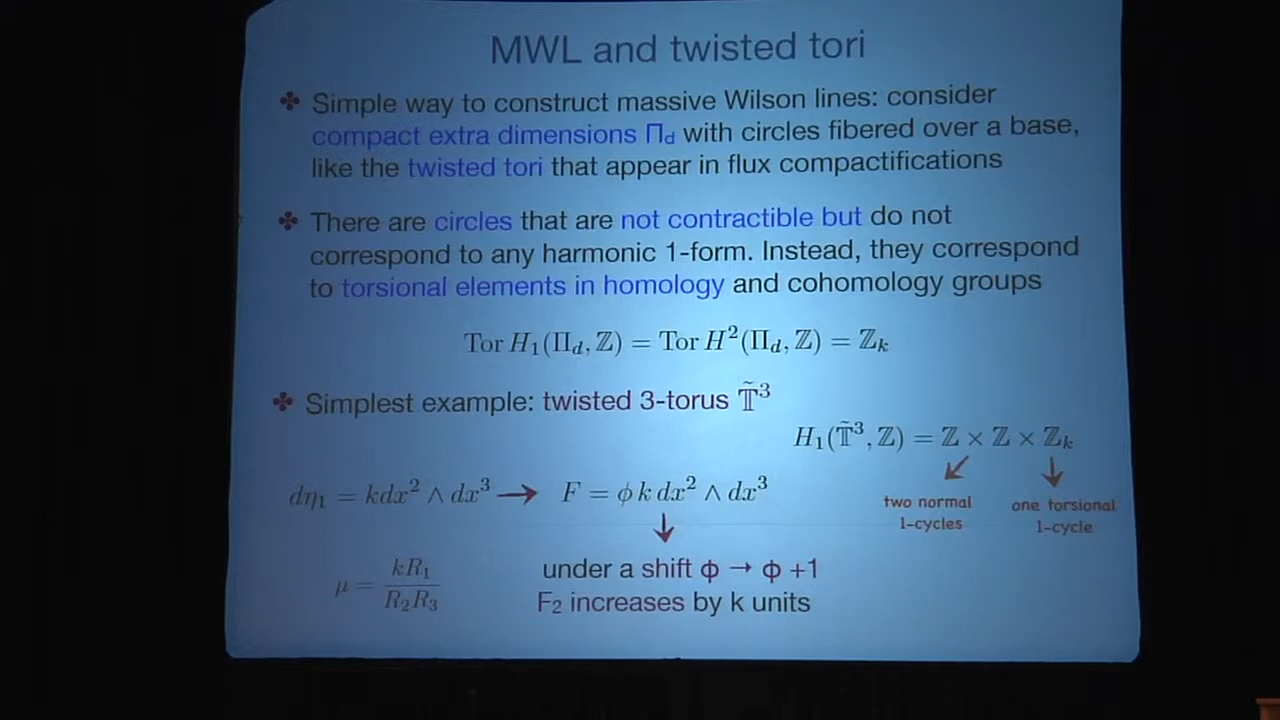 MWL and twisted tori
✤ Simple way to construct massive Wilson lines: consider
compact extra dimensions Π_d with circles fibered over a base,
like the twisted tori that appear in flux compactifications
✤ There are circles that are not contractible but do not
correspond to any harmonic 1-form. Instead, they correspond
to torsional elements in homology and cohomology groups
Tor H_1(Π_d, ℤ) = Tor H^2(Π_d, ℤ) = ℤ_k
✤ Simplest example: twisted 3-torus 𝕋̃^3
H_1(𝕋̃^3, ℤ) = ℤ × ℤ × ℤ_k
two normal
1-cycles
one torsional
1-cycle
dη_1 = kdx^2 ∧ dx^3 → F = ϕ k dx^2 ∧ dx^3
μ = kR_1 / R_2R_3
under a shift ϕ → ϕ +1
F_2 increases by k units